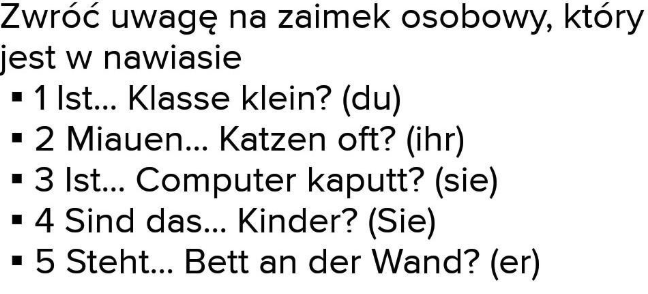 Zwróć uwagę na zaimek osobowy, który
jest w nawiasie
▪ 1 Ist... Klasse klein? (du)
▪ 2 Miauen... Katzen oft? (ihr)
▪ 3 Ist... Computer kaputt? (sie)
▪ 4 Sind das... Kinder? (Sie)
▪ 5 Steht... Bett an der Wand? (er)